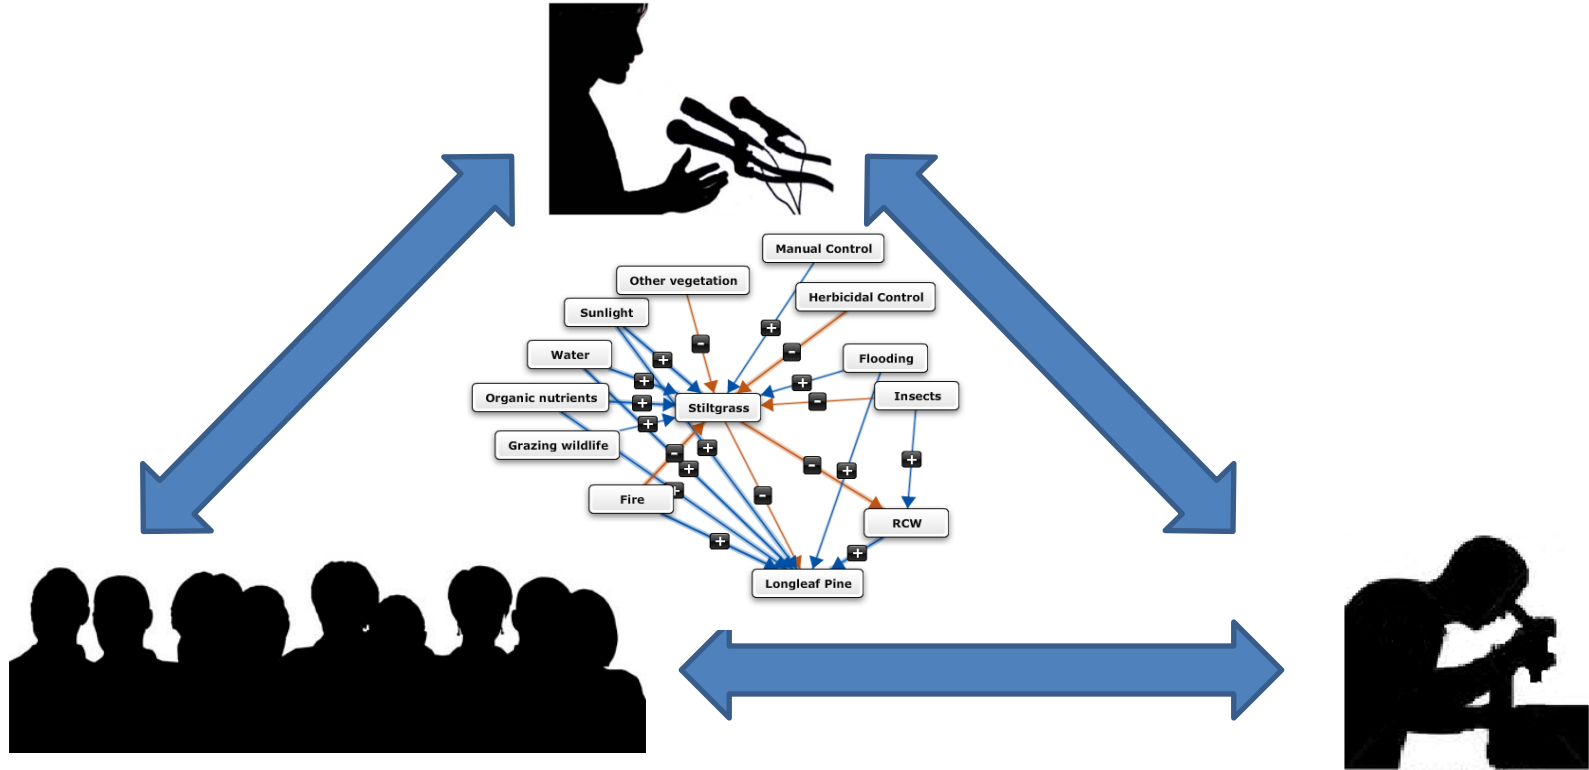 Manual Control
Other vegetation
Herbicidal Control
Sunlight
+
-
+
-
Water
Flooding
+
+
Organic nutrients
Insects
+
-
Stiltgrass
+
Grazing wildlife
+
-
+
-
+
+
+
-
Fire
RCW
+
+
Longleaf Pine